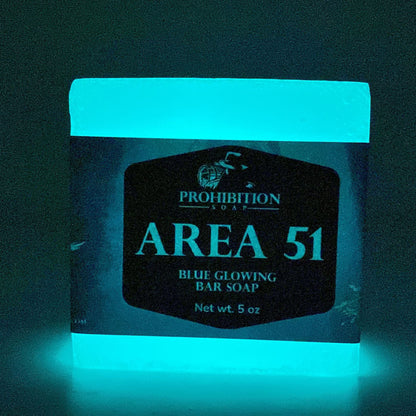 PROHIBITION
SOAP
AREA 51
BLUE GLOWING
BAR SOAP
Net wt. 5 oz